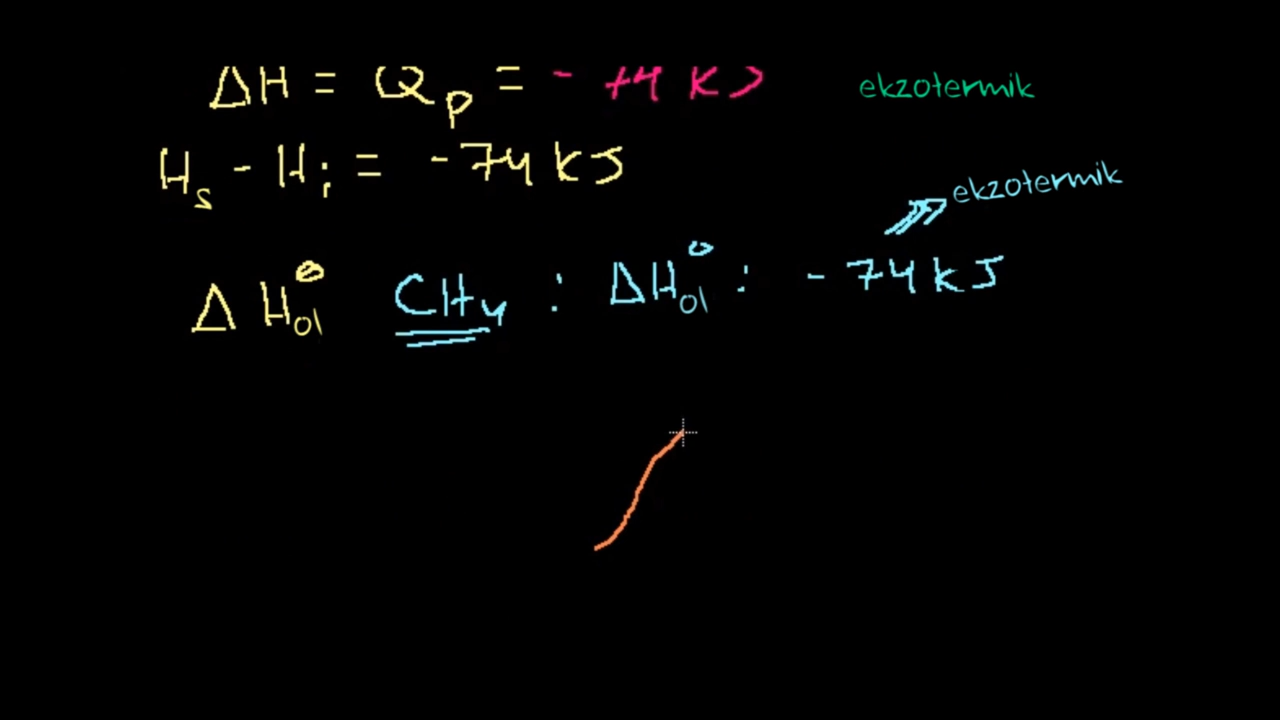 ΔH = Qp = - 74 kJ ekzotermik
Hs - Hi = -74 kJ
ekzotermik
ΔH°ol CH4 : ΔH°ol : - 74 kJ